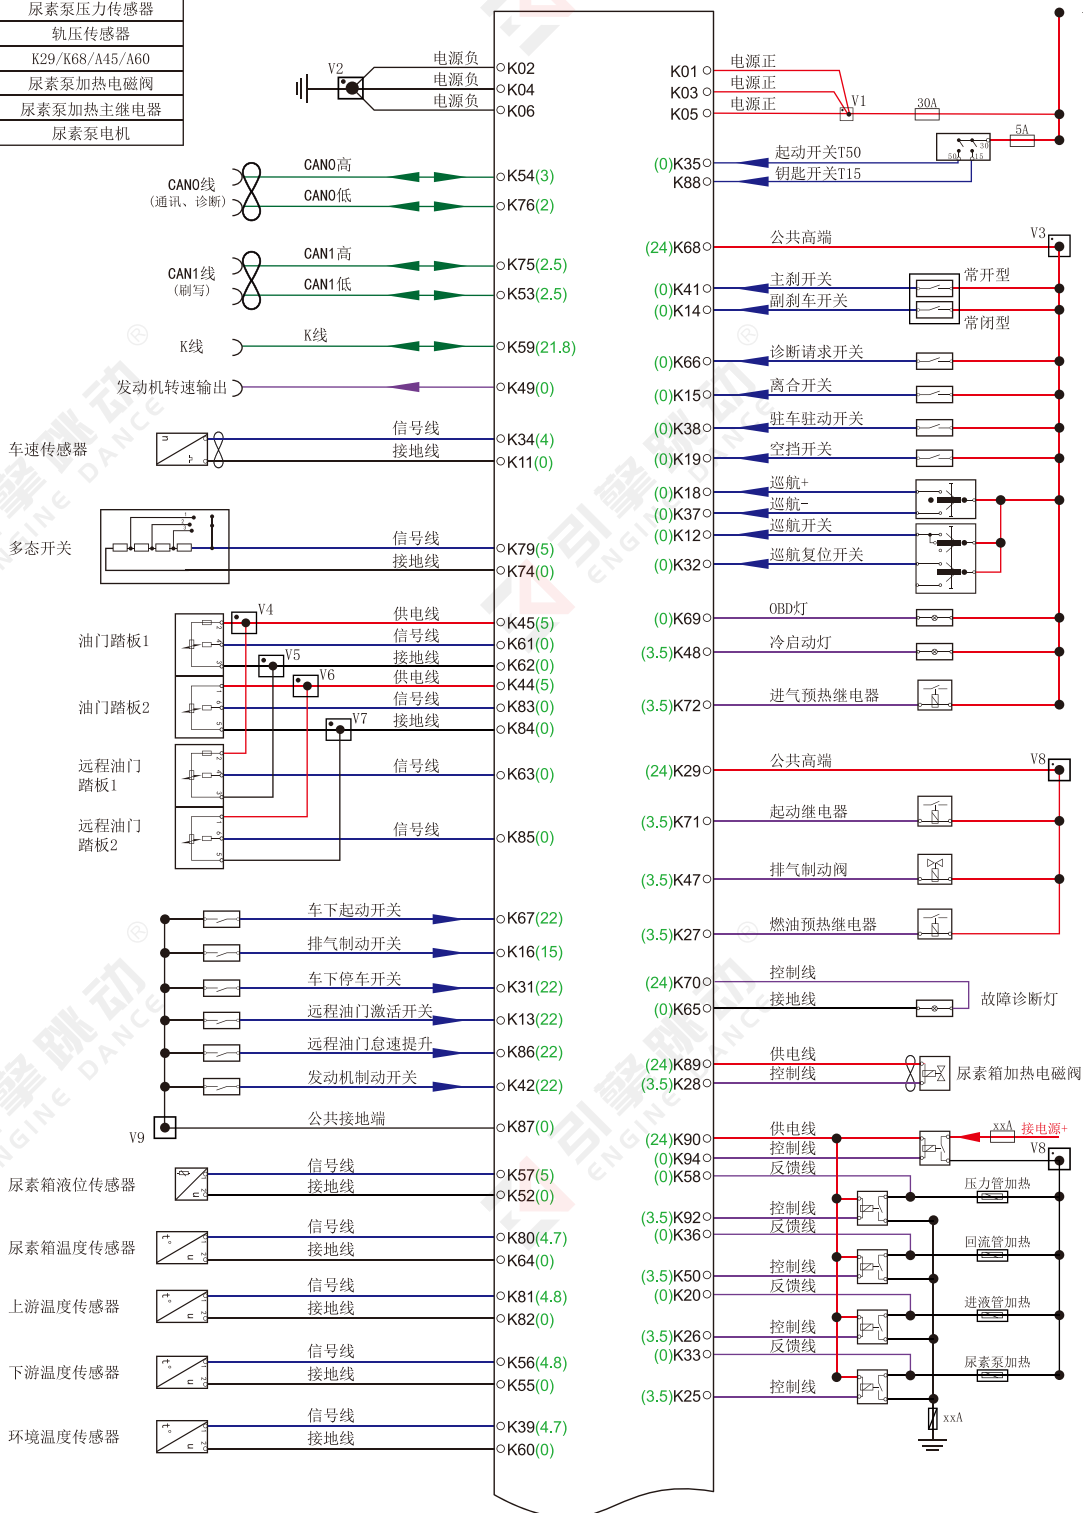 尿素泵压力传感器
轨压传感器
K29/K68/A45/A60
尿素泵加热电磁阀
尿素泵加热主继电器
尿素泵电机
V2
电源负
K02
电源负
K04
电源负
K06
CAN0线
(通讯、诊断)
CAN0高
K54(3)
CAN0低
K76(2)
CAN1线
(刷写)
CAN1高
K75(2.5)
CAN1低
K53(2.5)
K线
K线
K59(21.8)
发动机转速输出
K49(0)
车速传感器
信号线
K34(4)
接地线
K11(0)
多态开关
信号线
K79(5)
接地线
K74(0)
油门踏板1
V4
供电线
K45(5)
信号线
K61(0)
V5
接地线
K62(0)
油门踏板2
V6
供电线
K44(5)
信号线
K83(0)
V7
接地线
K84(0)
远程油门
踏板1
信号线
K63(0)
远程油门
踏板2
信号线
K85(0)
车下起动开关
K67(22)
排气制动开关
K16(15)
车下停车开关
K31(22)
远程油门激活开关
K13(22)
远程油门怠速提升
K86(22)
发动机制动开关
K42(22)
V9
公共接地端
K87(0)
尿素箱液位传感器
信号线
K57(5)
接地线
K52(0)
尿素箱温度传感器
信号线
K80(4.7)
接地线
K64(0)
上游温度传感器
信号线
K81(4.8)
接地线
K82(0)
下游温度传感器
信号线
K56(4.8)
接地线
K55(0)
环境温度传感器
信号线
K39(4.7)
接地线
K60(0)
K01
电源正
K03
电源正
K05
电源正
V1
30A
5A
30
50
15
(0)K35
起动开关T50
K88
钥匙开关T15
(24)K68
公共高端
V3
(0)K41
主刹开关
常开型
(0)K14
副刹车开关
常闭型
(0)K66
诊断请求开关
(0)K15
离合开关
(0)K38
驻车驻动开关
(0)K19
空挡开关
(0)K18
巡航+
(0)K37
巡航-
(0)K12
巡航开关
(0)K32
巡航复位开关
(0)K69
OBD灯
(3.5)K48
冷启动灯
(3.5)K72
进气预热继电器
(24)K29
公共高端
V8
(3.5)K71
起动继电器
(3.5)K47
排气制动阀
(3.5)K27
燃油预热继电器
(24)K70
控制线
(0)K65
接地线
故障诊断灯
(24)K89
供电线
(3.5)K28
控制线
尿素箱加热电磁阀
(24)K90
供电线
xxA
接电源+
(0)K94
控制线
V8
(0)K58
反馈线
压力管加热
(3.5)K92
控制线
(0)K36
反馈线
回流管加热
(3.5)K50
控制线
(0)K20
反馈线
进液管加热
(3.5)K26
控制线
(0)K33
反馈线
尿素泵加热
(3.5)K25
控制线
xxA
引擎跳动
ENGINE DANCE
®